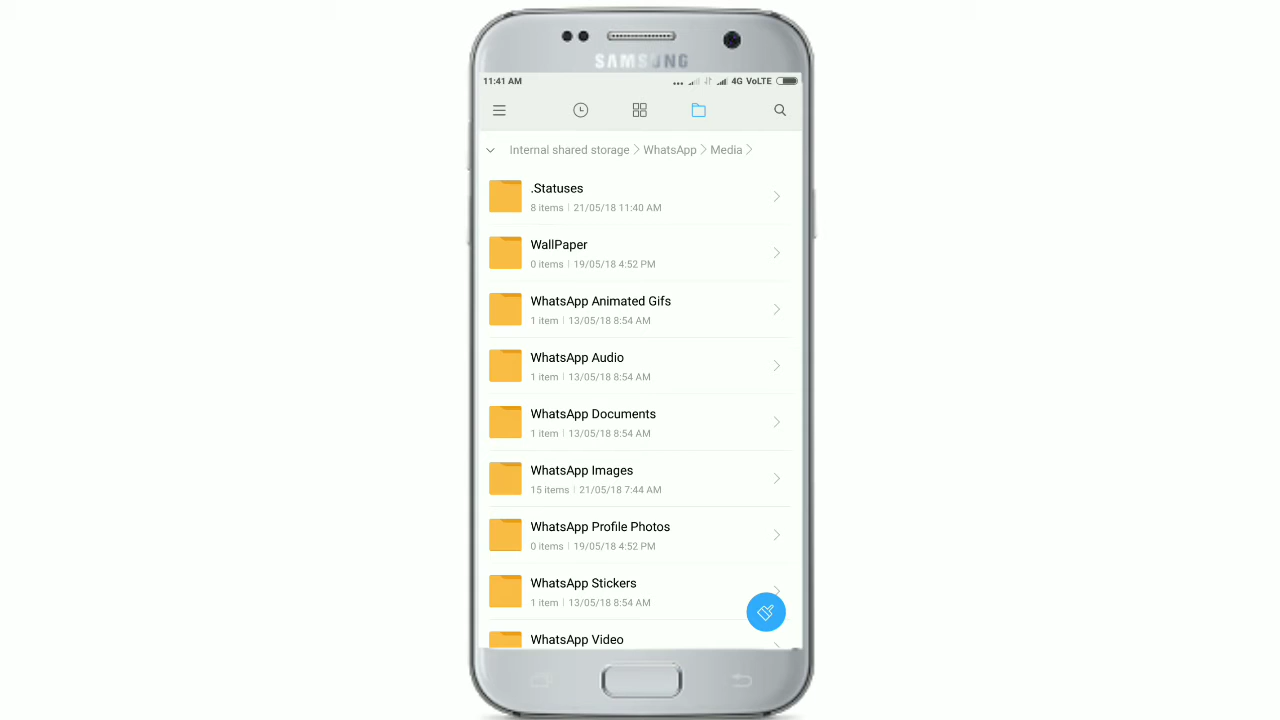 SAMSUNG
11:41 AM
4G VoLTE
Internal shared storage
WhatsApp
Media
.Statuses
8 items | 21/05/18 11:40 AM
WallPaper
0 items | 19/05/18 4:52 PM
WhatsApp Animated Gifs
1 item | 13/05/18 8:54 AM
WhatsApp Audio
1 item | 13/05/18 8:54 AM
WhatsApp Documents
1 item | 13/05/18 8:54 AM
WhatsApp Images
15 items | 21/05/18 7:44 AM
WhatsApp Profile Photos
0 items | 19/05/18 4:52 PM
WhatsApp Stickers
1 item | 13/05/18 8:54 AM
WhatsApp Video